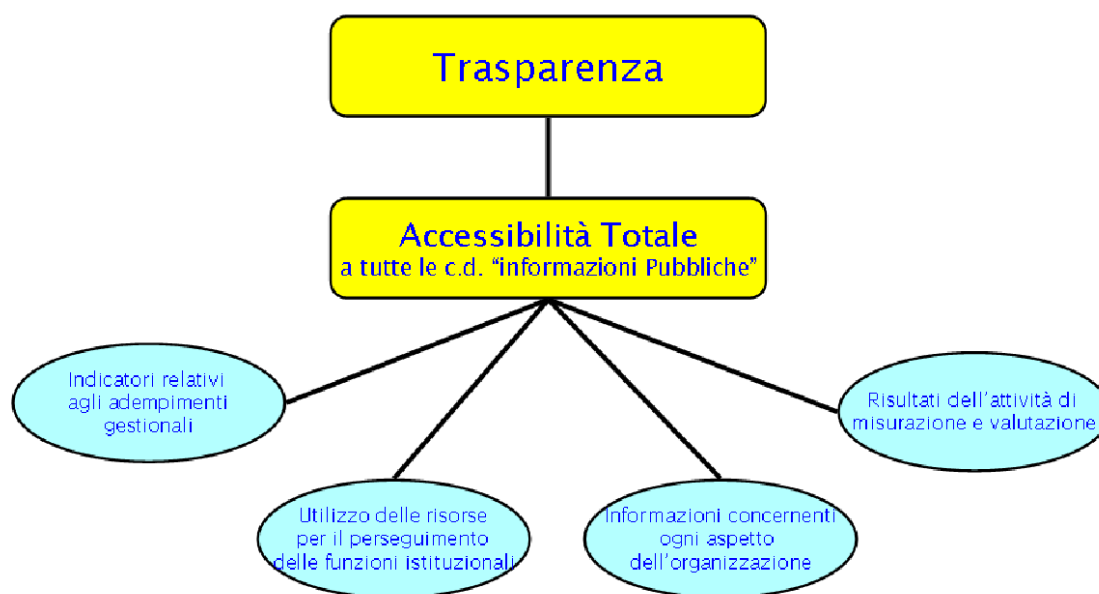 Trasparenza
Accessibilità Totale
a tutte le c.d. “informazioni Pubbliche”
Indicatori relativi
agli adempimenti
gestionali
Utilizzo delle risorse
per il perseguimento
delle funzioni istituzionali
Informazioni concernenti
ogni aspetto
dell’organizzazione
Risultati dell’attività di
misurazione e valutazione